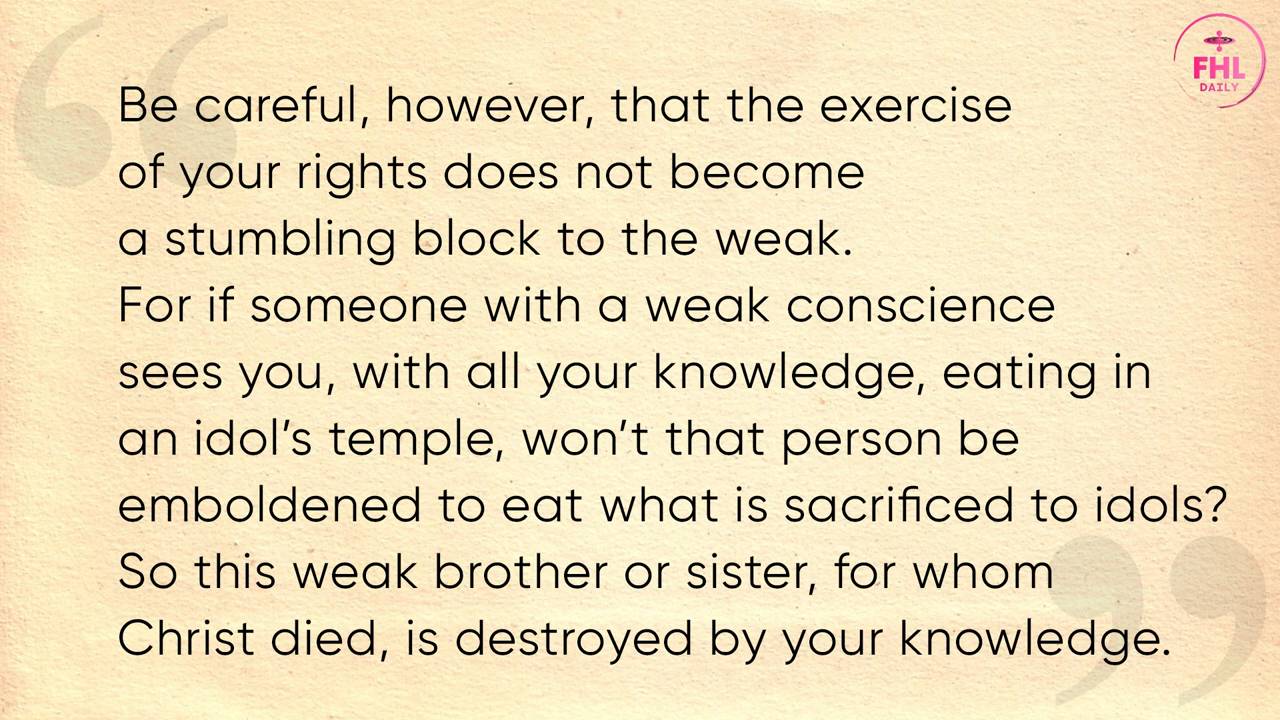 FHL
DAILY
Be careful, however, that the exercise
of your rights does not become
a stumbling block to the weak.
For if someone with a weak conscience
sees you, with all your knowledge, eating in
an idol’s temple, won’t that person be
emboldened to eat what is sacrificed to idols?
So this weak brother or sister, for whom
Christ died, is destroyed by your knowledge.